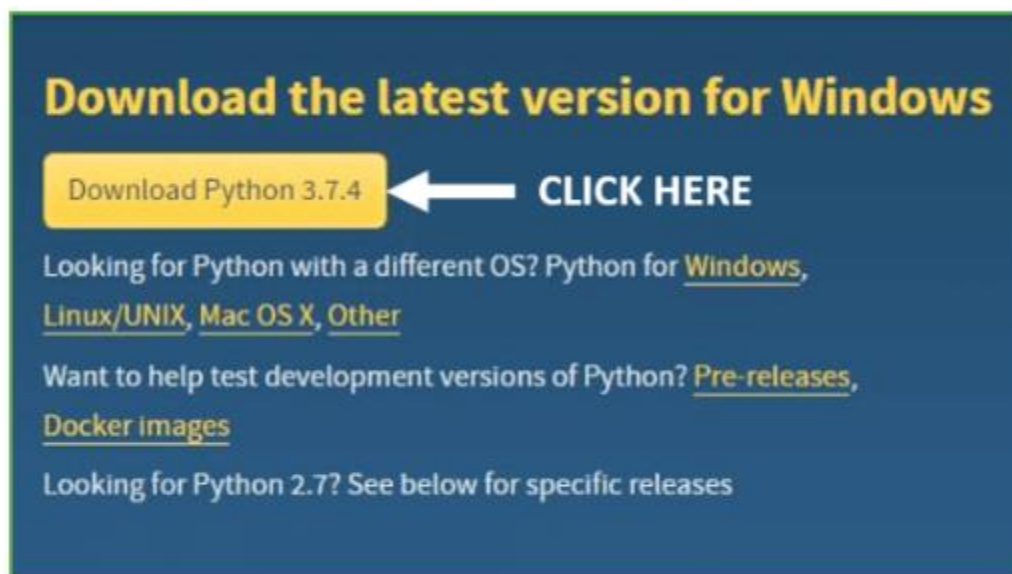 Download the latest version for Windows
Download Python 3.7.4
CLICK HERE
Looking for Python with a different OS? Python for Windows,
Linux/UNIX, Mac OS X, Other
Want to help test development versions of Python? Pre-releases,
Docker images
Looking for Python 2.7? See below for specific releases